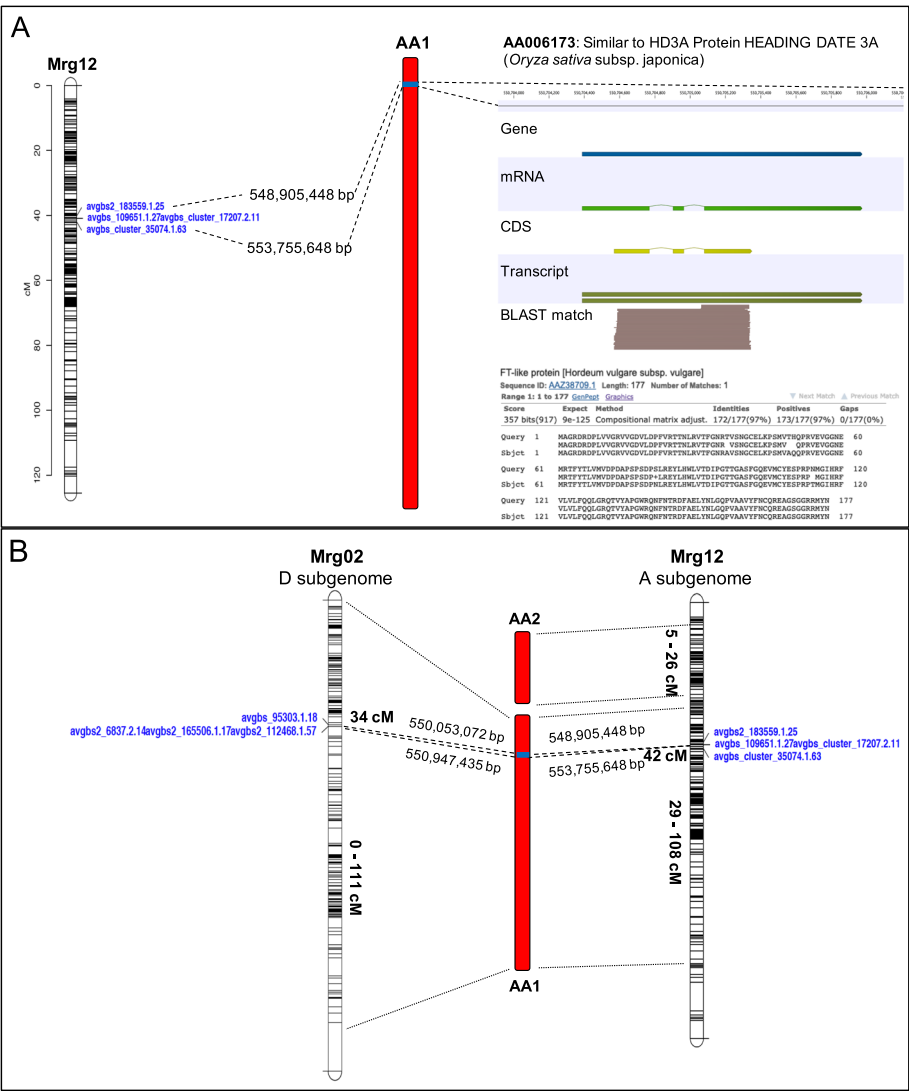 A
Mrg12
AA1
AA006173: Similar to HD3A Protein HEADING DATE 3A
(Oryza sativa subsp. japonica)
0
20
40
60
80
100
120
cM
avgbs2_183559.1.25
avgbs_109651.1.27avgbs_cluster_17207.2.11
avgbs_cluster_35074.1.63
548,905,448 bp
553,755,648 bp
Gene
mRNA
CDS
Transcript
BLAST match
FT-like protein [Hordeum vulgare subsp. vulgare]
Sequence ID: AAZ38709.1 Length: 177 Number of Matches: 1
Range 1: 1 to 177 GenPept Graphics ▼ Next Match ▲ Previous Match
Score Expect Method Identities Positives Gaps
357 bits(917) 9e-125 Compositional matrix adjust. 172/177(97%) 173/177(97%) 0/177(0%)
Query 1 MAGRDRDPLVVGRVVGDVLDPFVRTTNLRVTFGNRTVSNGCELKPSMVTHQPRVEVGGNE 60
MAGRDRDPLVVGRVVGDVLDPFVRTTNLRVTFGNR VSNGCELKPSMV QPRVEVGGNE
Sbjct 1 MAGRDRDPLVVGRVVGDVLDPFVRTTNLRVTFGNRAVSNGCELKPSMVAQQPRVEVGGNE 60
Query 61 MRTFYTLVMVDPDAPSPSDPSLREYLHWLVTDIPGTTGASFGQEVMCYESPRPNMGIHRF 120
MRTFYTLVMVDPDAPSPSDP+LREYLHWLVTDIPGTTGASFGQEVMCYESPRP MGIHRF
Sbjct 61 MRTFYTLVMVDPDAPSPSDPNLREYLHWLVTDIPGTTGASFGQEVMCYESPRPTMGIHRF 120
Query 121 VLVLFQQLGRQTVYAPGWRQNFNTRDFAELYNLGQPVAAVYFNCQREAGSGGRRMYN 177
VLVLFQQLGRQTVYAPGWRQNFNTRDFAELYNLGQPVAAVYFNCQREAGSGGRRMYN
Sbjct 121 VLVLFQQLGRQTVYAPGWRQNFNTRDFAELYNLGQPVAAVYFNCQREAGSGGRRMYN 177
B
Mrg02
D subgenome
Mrg12
A subgenome
AA2
5 - 26 cM
avgbs_95303.1.18
avgbs2_6837.2.14avgbs2_165506.1.17avgbs2_112468.1.57
34 cM
550,053,072 bp
550,947,435 bp
548,905,448 bp
553,755,648 bp
42 cM
avgbs2_183559.1.25
avgbs_109651.1.27avgbs_cluster_17207.2.11
avgbs_cluster_35074.1.63
0 - 111 cM
29 - 108 cM
AA1